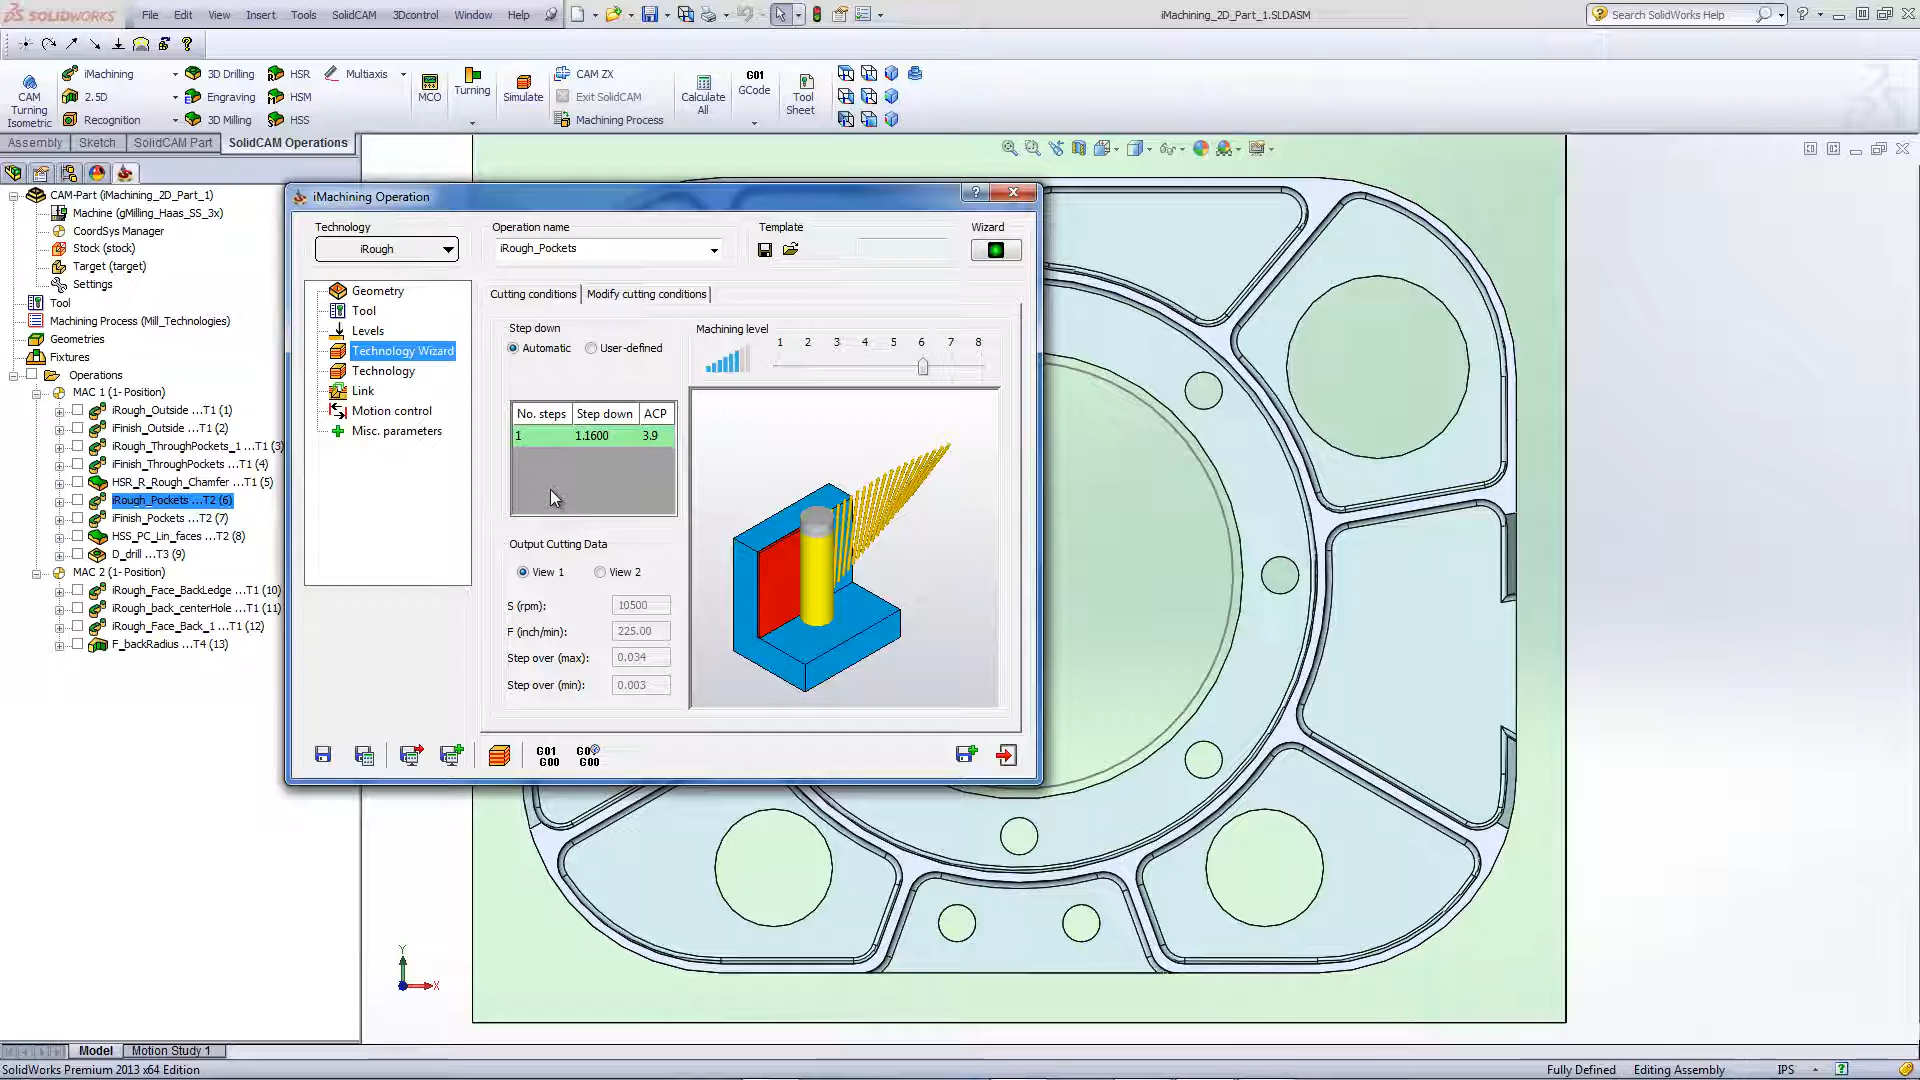 SOLIDWORKS File Edit View Insert Tools SolidCAM 3Dcontrol Window Help iMachining_2D_Part_1.SLDASM Search SolidWorks Help
iMachining 3D Drilling HSR Multiaxis CAM ZX
2.5D Engraving HSM Exit SolidCAM
Recognition 3D Milling HSS Machining Process
CAM
Turning
Isometric
MCO
Turning
Simulate
Calculate
All
G01
GCode
Tool
Sheet
Assembly Sketch SolidCAM Part SolidCAM Operations
CAM-Part (iMachining_2D_Part_1)
Machine (gMilling_Haas_SS_3x)
CoordSys Manager
Stock (stock)
Target (target)
Settings
Tool
Machining Process (Mill_Technologies)
Geometries
Fixtures
Operations
MAC 1 (1- Position)
iRough_Outside ...T1 (1)
iFinish_Outside ...T1 (2)
iRough_ThroughPockets_1 ...T1 (3)
iFinish_ThroughPockets ...T1 (4)
HSR_R_Rough_Chamfer ...T1 (5)
iRough_Pockets ...T2 (6)
iFinish_Pockets ...T2 (7)
HSS_PC_Lin_faces ...T2 (8)
D_drill ...T3 (9)
MAC 2 (1- Position)
iRough_Face_BackLedge ...T1 (10)
iRough_back_centerHole ...T1 (11)
iRough_Face_Back_1 ...T1 (12)
F_backRadius ...T4 (13)
iMachining Operation
Technology
iRough
Operation name
iRough_Pockets
Template
Wizard
Geometry
Tool
Levels
Technology Wizard
Technology
Link
Motion control
Misc. parameters
Cutting conditions Modify cutting conditions
Step down
Automatic User-defined
Machining level
1 2 3 4 5 6 7 8
No. steps Step down ACP
1 1.1600 3.9
Output Cutting Data
View 1 View 2
S (rpm): 10500
F (inch/min): 225.00
Step over (max): 0.034
Step over (min): 0.003
G01
G00
G0
G00
Y
X
Model Motion Study 1
SolidWorks Premium 2013 x64 Edition Fully Defined Editing Assembly IPS